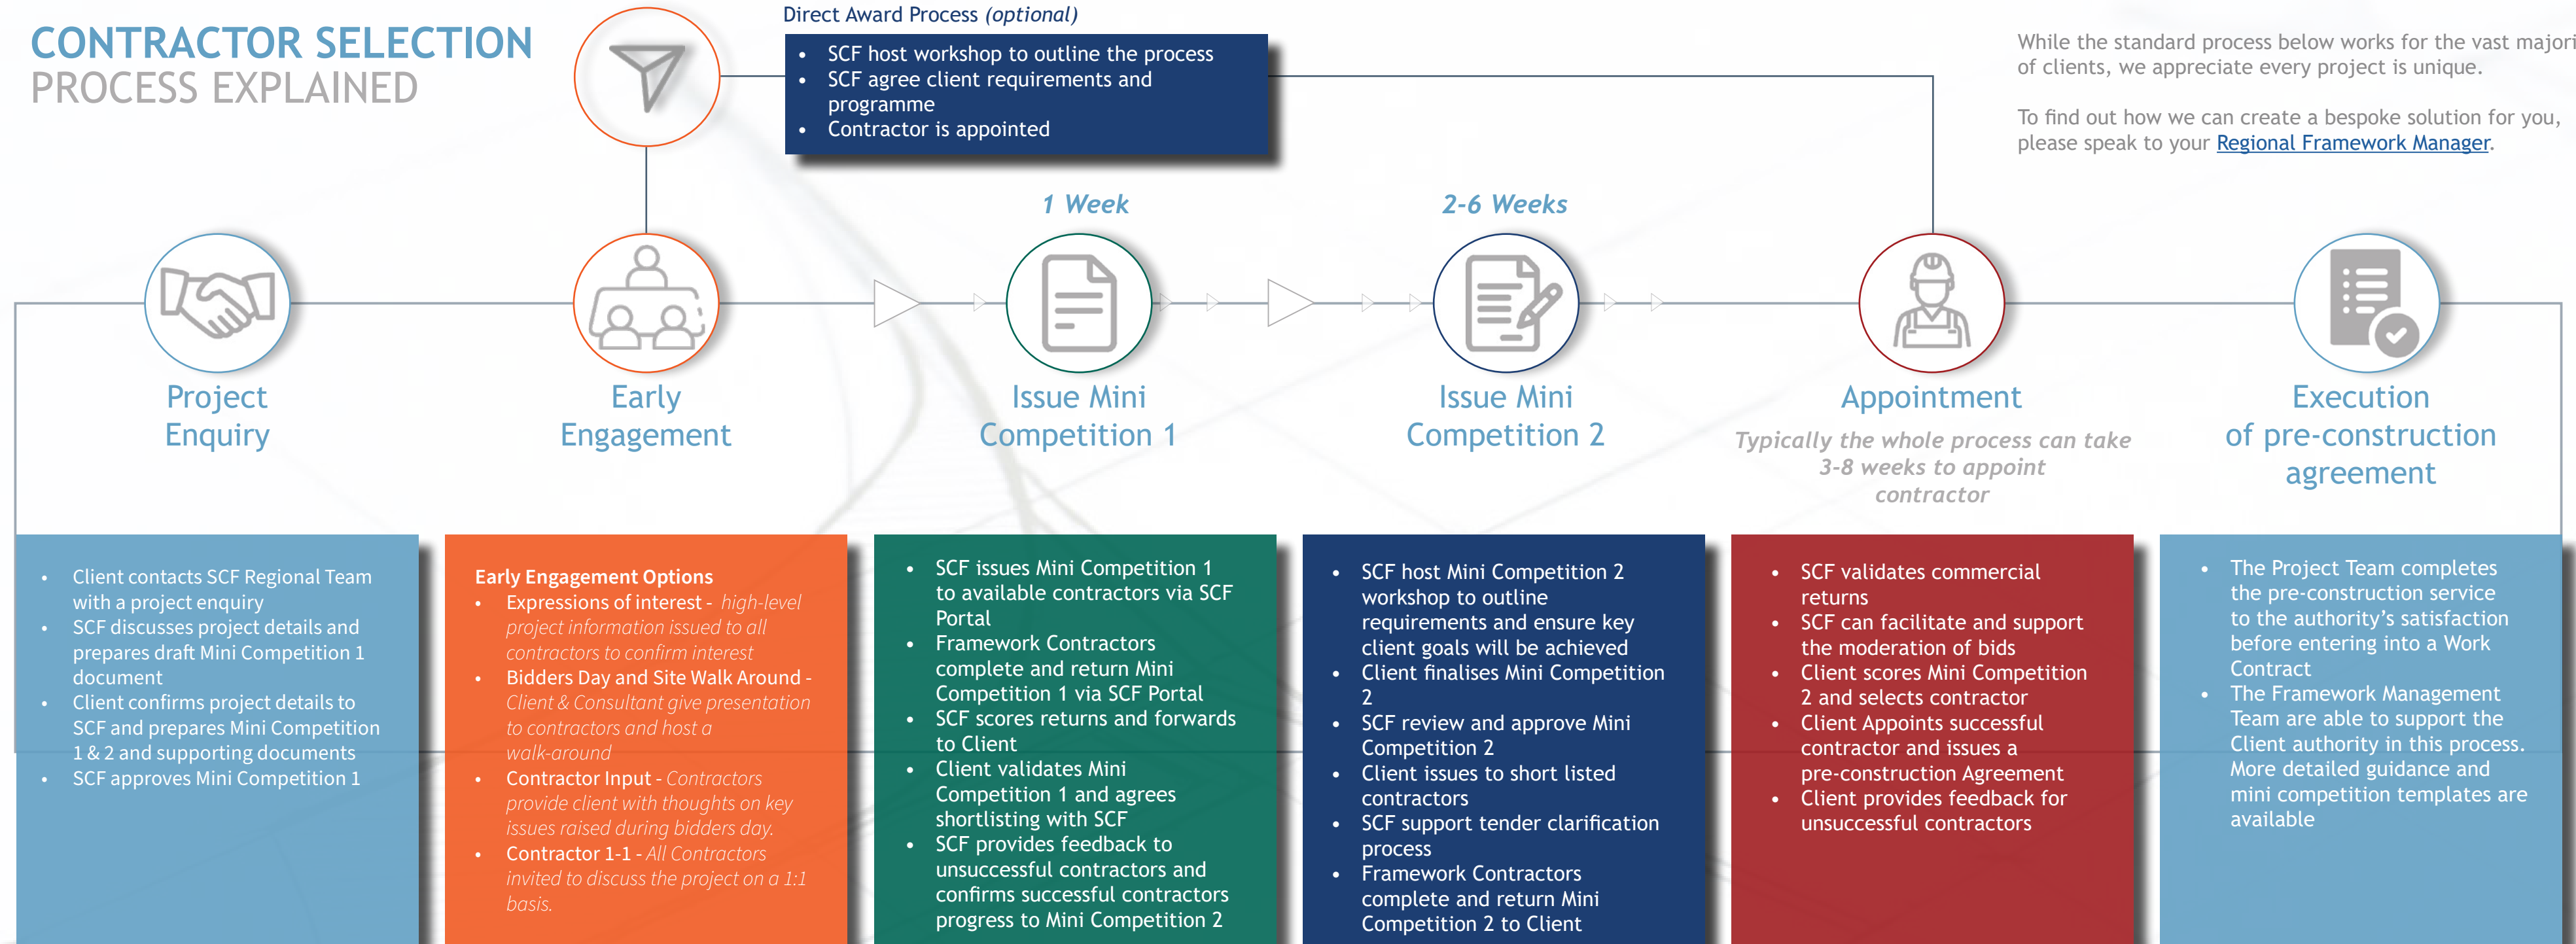 CONTRACTOR SELECTION
PROCESS EXPLAINED
Direct Award Process (optional)
• SCF host workshop to outline the process
• SCF agree client requirements and
programme
• Contractor is appointed
While the standard process below works for the vast majori
of clients, we appreciate every project is unique.
To find out how we can create a bespoke solution for you,
please speak to your Regional Framework Manager.
1 Week
2-6 Weeks
Project
Enquiry
Early
Engagement
Issue Mini
Competition 1
Issue Mini
Competition 2
Appointment
Typically the whole process can take
3-8 weeks to appoint
contractor
Execution
of pre-construction
agreement
• Client contacts SCF Regional Team
with a project enquiry
• SCF discusses project details and
prepares draft Mini Competition 1
document
• Client confirms project details to
SCF and prepares Mini Competition
1 & 2 and supporting documents
• SCF approves Mini Competition 1
Early Engagement Options
• Expressions of interest - high-level
project information issued to all
contractors to confirm interest
• Bidders Day and Site Walk Around -
Client & Consultant give presentation
to contractors and host a
walk-around
• Contractor Input - Contractors
provide client with thoughts on key
issues raised during bidders day.
• Contractor 1-1 - All Contractors
invited to discuss the project on a 1:1
basis.
• SCF issues Mini Competition 1
to available contractors via SCF
Portal
• Framework Contractors
complete and return Mini
Competition 1 via SCF Portal
• SCF scores returns and forwards
to Client
• Client validates Mini
Competition 1 and agrees
shortlisting with SCF
• SCF provides feedback to
unsuccessful contractors and
confirms successful contractors
progress to Mini Competition 2
• SCF host Mini Competition 2
workshop to outline
requirements and ensure key
client goals will be achieved
• Client finalises Mini Competition
2
• SCF review and approve Mini
Competition 2
• Client issues to short listed
contractors
• SCF support tender clarification
process
• Framework Contractors
complete and return Mini
Competition 2 to Client
• SCF validates commercial
returns
• SCF can facilitate and support
the moderation of bids
• Client scores Mini Competition
2 and selects contractor
• Client Appoints successful
contractor and issues a
pre-construction Agreement
• Client provides feedback for
unsuccessful contractors
• The Project Team completes
the pre-construction service
to the authority's satisfaction
before entering into a Work
Contract
• The Framework Management
Team are able to support the
Client authority in this process.
More detailed guidance and
mini competition templates are
available